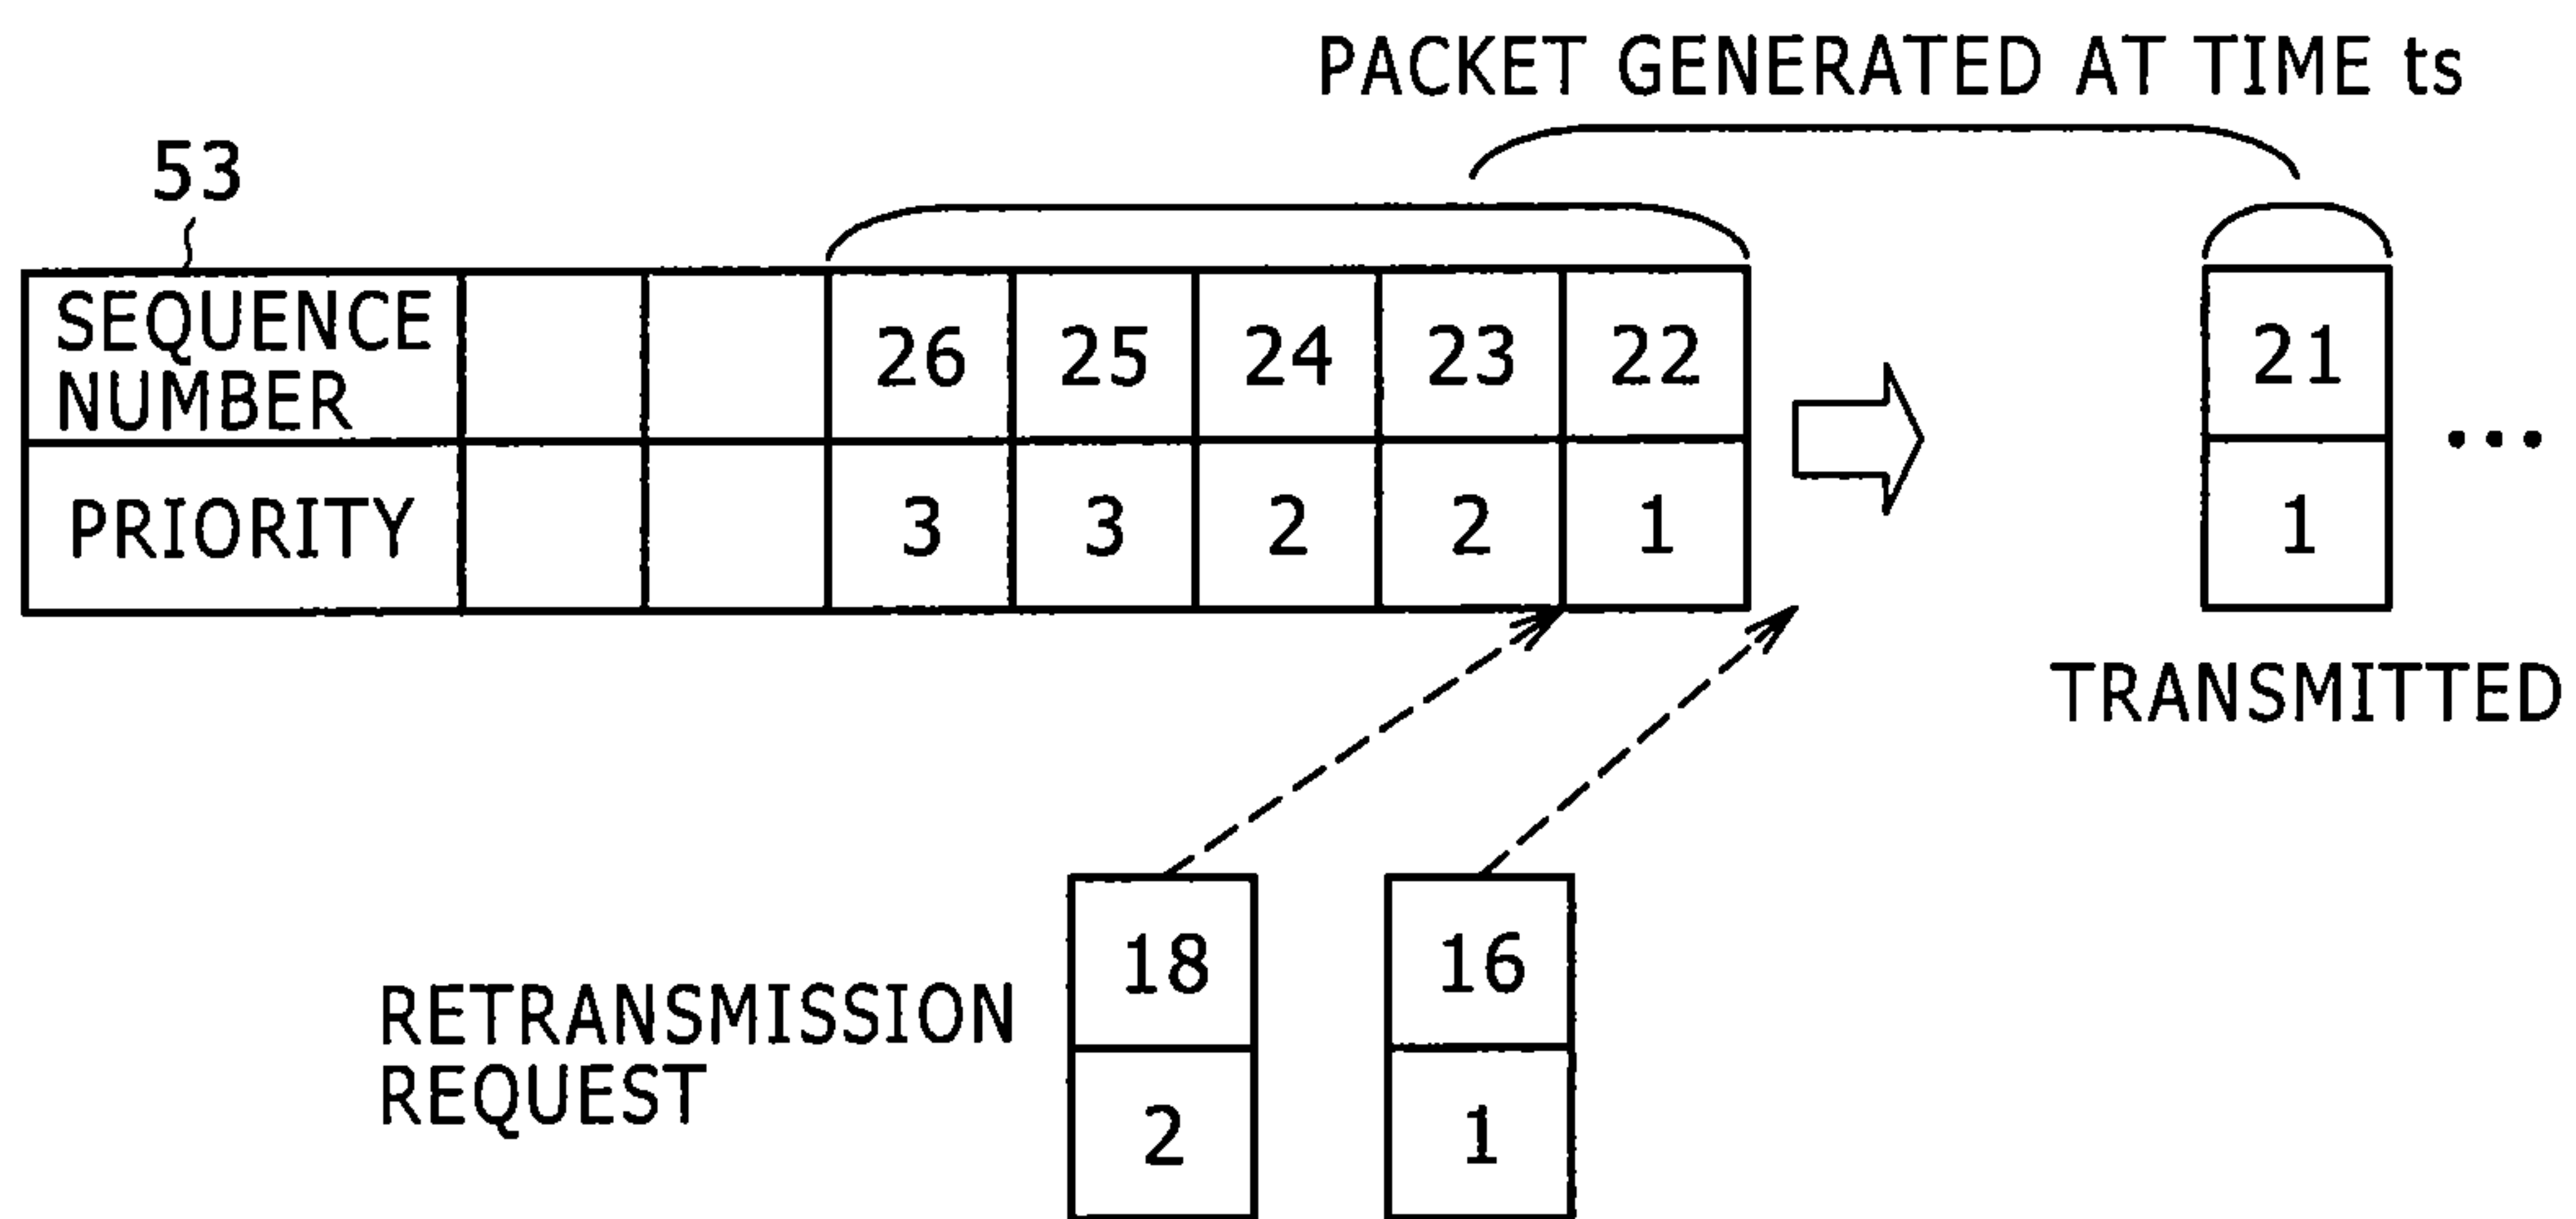 PACKET GENERATED AT TIME ts
53
SEQUENCE
NUMBER
26 25 24 23 22
21
PRIORITY
3 3 2 2 1
1
...
TRANSMITTED
RETRANSMISSION
REQUEST
18 16
2 1